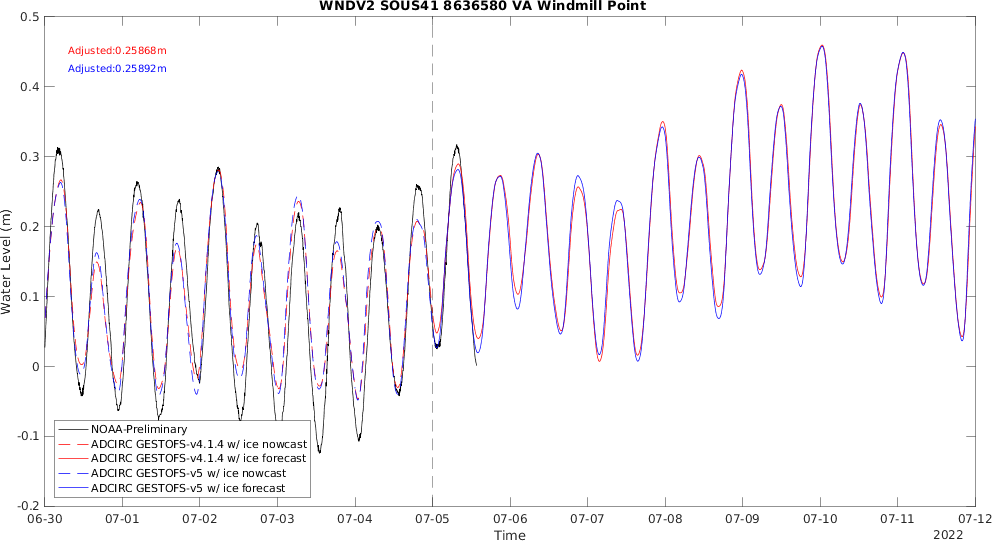 WNDV2 SOUS41 8636580 VA Windmill Point
Adjusted:0.25868m
Adjusted:0.25892m
0.5
0.4
0.3
0.2
0.1
0
-0.1
-0.2
Water Level (m)
NOAA-Preliminary
ADCIRC GESTOFS-v4.1.4 w/ ice nowcast
ADCIRC GESTOFS-v4.1.4 w/ ice forecast
ADCIRC GESTOFS-v5 w/ ice nowcast
ADCIRC GESTOFS-v5 w/ ice forecast
06-30 07-01 07-02 07-03 07-04 07-05 07-06 07-07 07-08 07-09 07-10 07-11 07-12
Time
2022